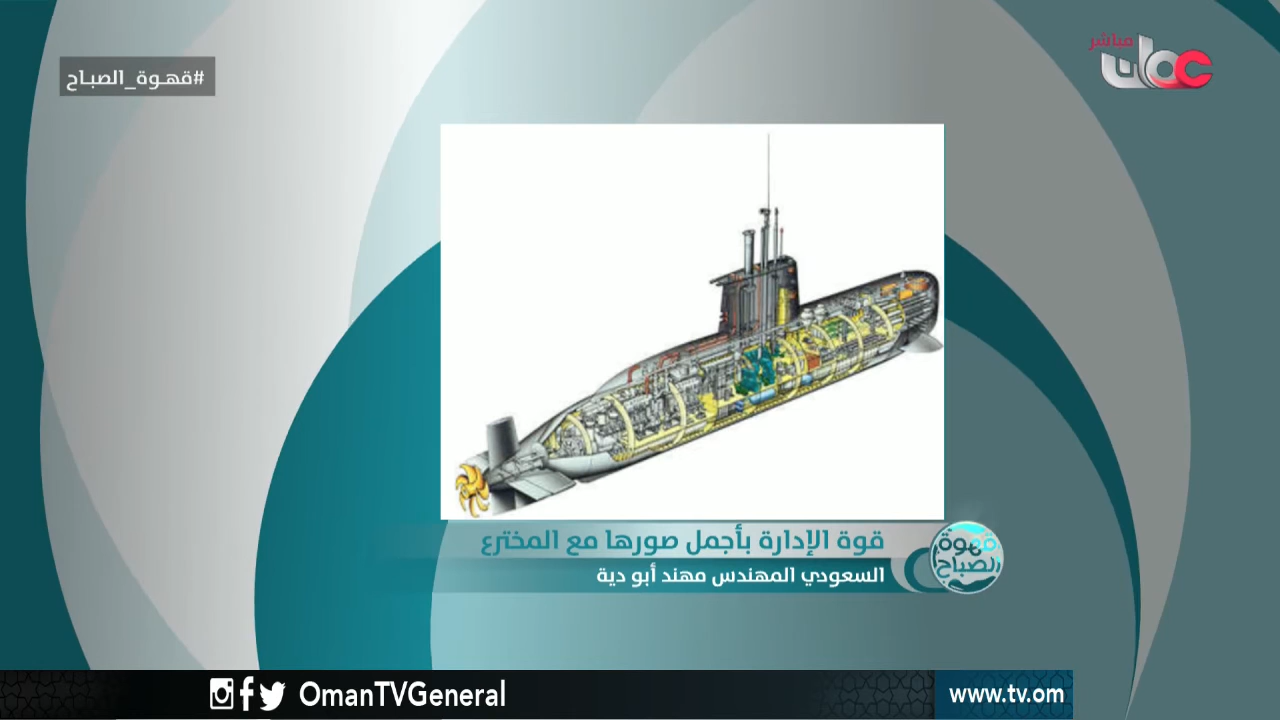 #قهوة_الصباح
مباشر
عمان
قوة الإدارة بأجمل صورها مع المخترع
السعودي المهندس مهند أبو دية
قهوة
الصباح
OmanTVGeneral
www.tv.om